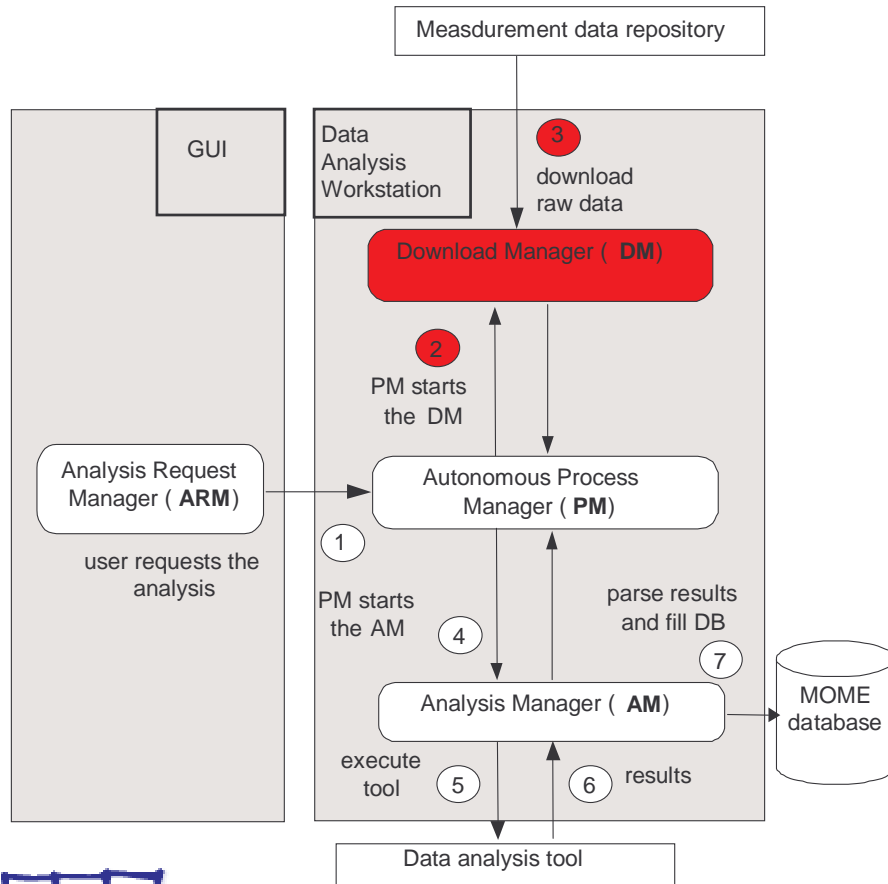 Measdurement data repository
GUI
Data
Analysis
Workstation
3
download
raw data
Download Manager ( DM)
2
PM starts
the DM
Analysis Request
Manager ( ARM)
Autonomous Process
Manager ( PM)
1
user requests the
analysis
PM starts
the AM
4
parse results
and fill DB
7
Analysis Manager ( AM)
MOME
database
execute
tool
5
6
results
Data analysis tool